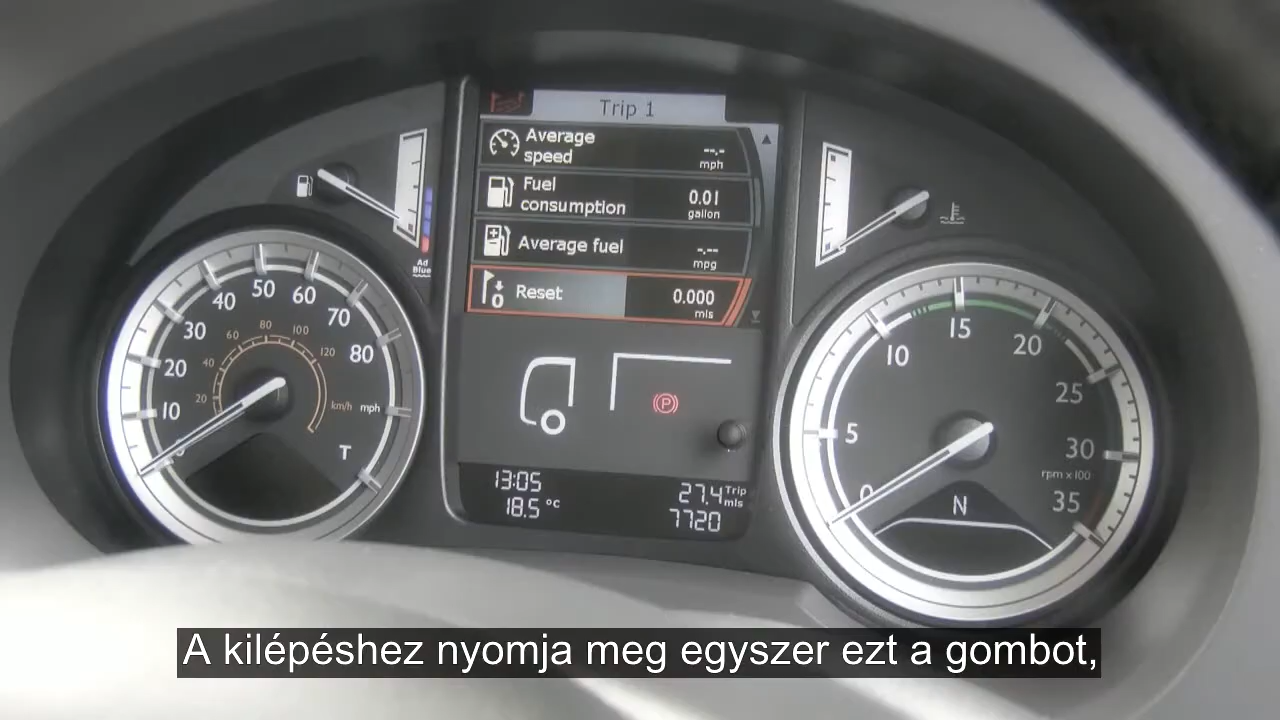 Trip 1
Average
speed
--.-
mph
Fuel
consumption
0.01
gallon
Average fuel
--.-
mpg
Reset
0.000
mls
Ad
Blue
10
20
30
40
50
60
70
80
20
40
60
80
100
120
km/h
mph
T
P
13:05
18.5 °C
27.4 Trip
mls
7720
0
5
10
15
20
25
30
35
rpm x 100
N
A kilépéshez nyomja meg egyszer ezt a gombot,